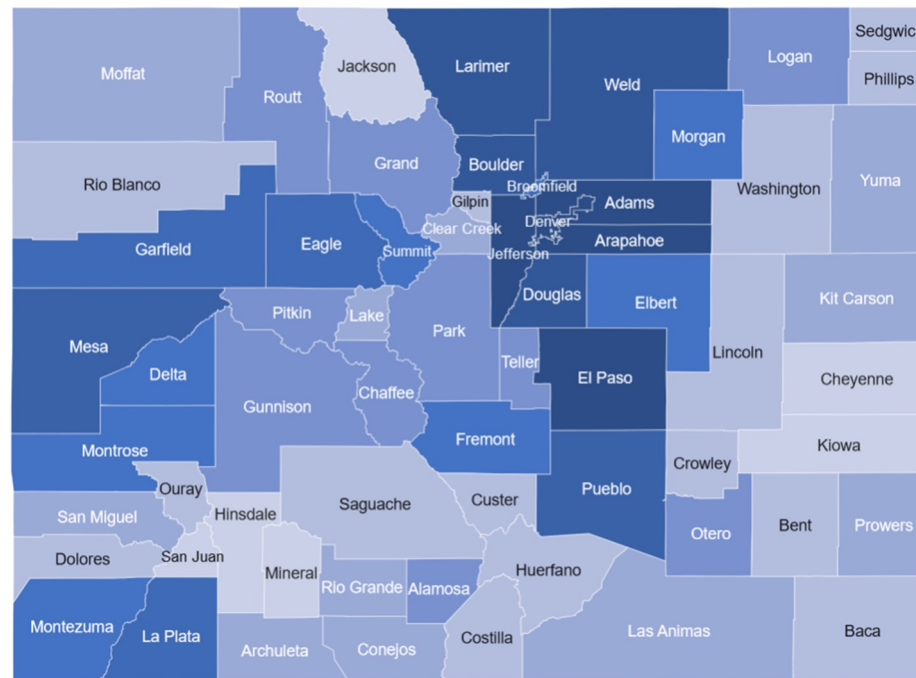 Sedgwic
Moffat
Jackson
Larimer
Logan
Phillips
Weld
Routt
Morgan
Boulder
Grand
Rio Blanco
Broomfield
Washington
Yuma
Gilpin
Adams
Denver
Clear Creek
Arapahoe
Garfield
Eagle
Summit
Jefferson
Douglas
Elbert
Kit Carson
Pitkin
Lake
Mesa
Park
Lincoln
Teller
Delta
El Paso
Cheyenne
Chaffee
Gunnison
Fremont
Kiowa
Montrose
Crowley
Ouray
Pueblo
Custer
Saguache
Hinsdale
San Miguel
Bent
Prowers
Otero
San Juan
Dolores
Mineral
Huerfano
Rio Grande
Alamosa
Montezuma
La Plata
Costilla
Las Animas
Baca
Archuleta
Conejos